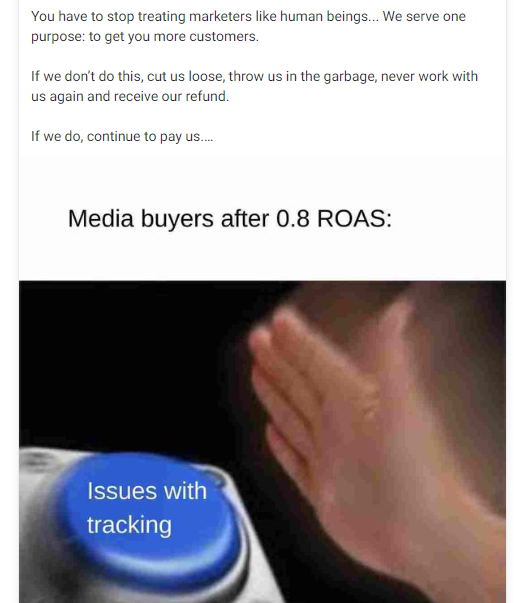 You have to stop treating marketers like human beings... We serve one
purpose: to get you more customers.
If we don't do this, cut us loose, throw us in the garbage, never work with
us again and receive our refund.
If we do, continue to pay us....
Media buyers after 0.8 ROAS:
Issues with
tracking